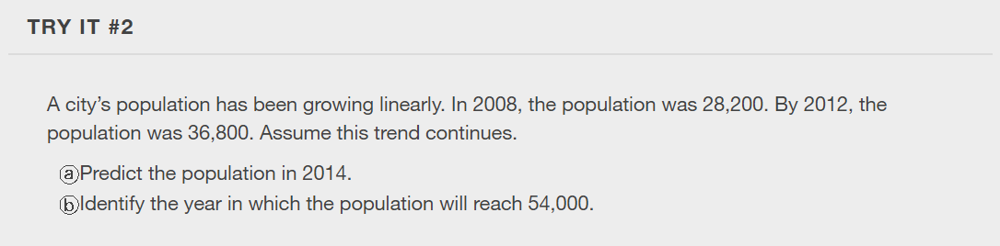 TRY IT #2
A city's population has been growing linearly. In 2008, the population was 28,200. By 2012, the
population was 36,800. Assume this trend continues.
ⓐPredict the population in 2014.
ⓑIdentify the year in which the population will reach 54,000.